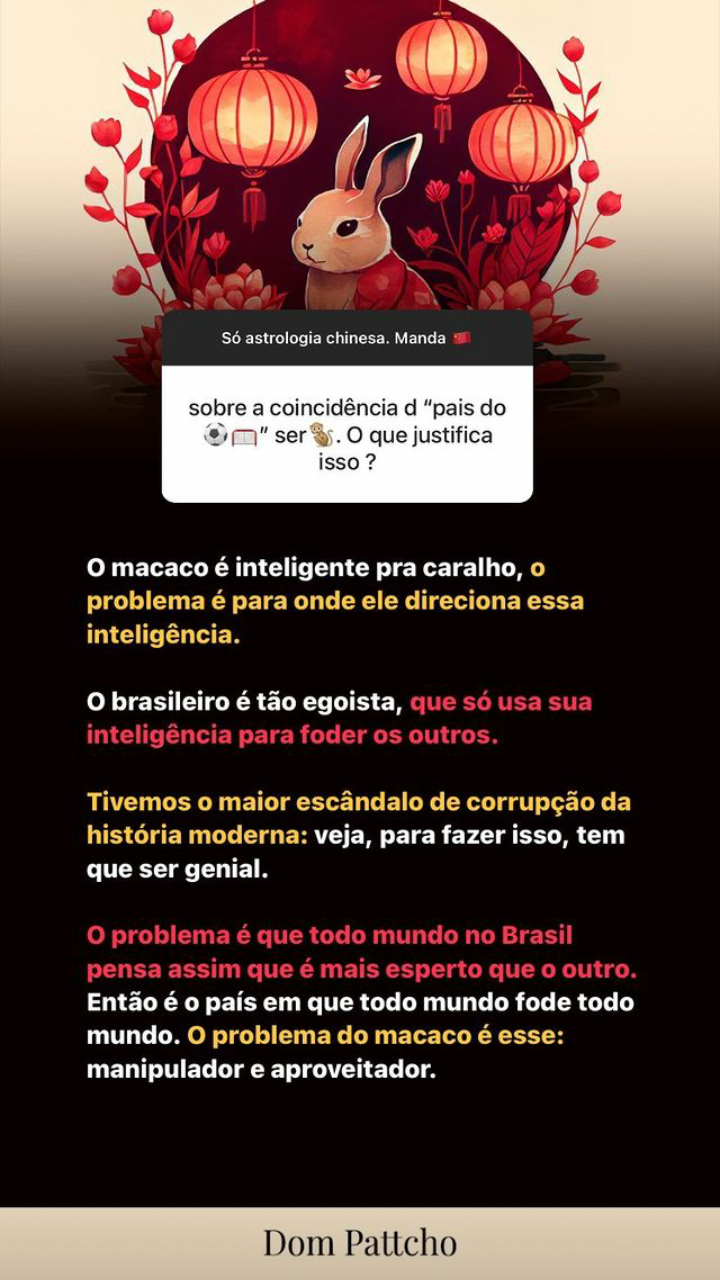 Só astrologia chinesa. Manda 🇨🇳
sobre a coincidência d “pais do
⚽🥅” ser🐒. O que justifica
isso ?
O macaco é inteligente pra caralho, o
problema é para onde ele direciona essa
inteligência.
O brasileiro é tão egoista, que só usa sua
inteligência para foder os outros.
Tivemos o maior escândalo de corrupção da
história moderna: veja, para fazer isso, tem
que ser genial.
O problema é que todo mundo no Brasil
pensa assim que é mais esperto que o outro.
Então é o país em que todo mundo fode todo
mundo. O problema do macaco é esse:
manipulador e aproveitador.
Dom Pattcho